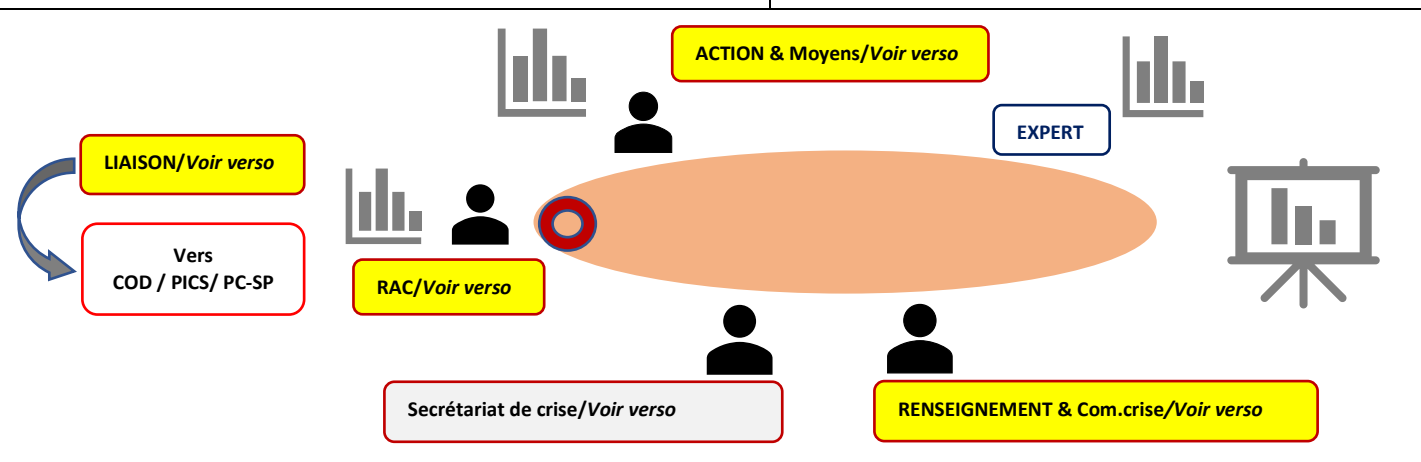 ACTION & Moyens/Voir verso
EXPERT
LIAISON/Voir verso
Vers
COD / PICS/ PC-SP
RAC/Voir verso
Secrétariat de crise/Voir verso
RENSEIGNEMENT & Com.crise/Voir verso